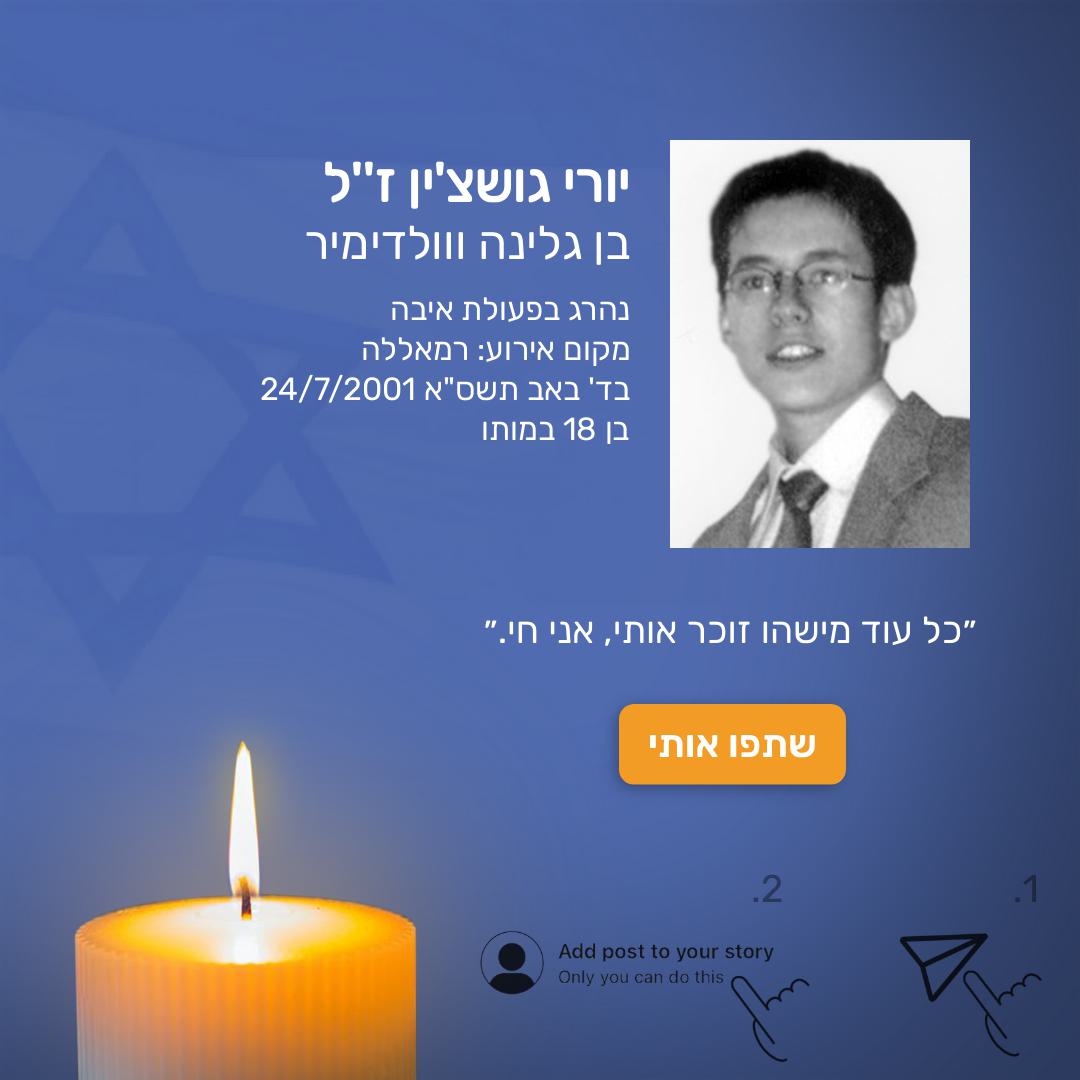 יורי גושצ'ין ז''ל
בן גלינה ווולדימיר
נהרג בפעולת איבה
מקום אירוע: רמאללה
בד' באב תשס"א 24/7/2001
בן 18 במותו
״כל עוד מישהו זוכר אותי, אני חי.״
שתפו אותי
1.
2.
Add post to your story
Only you can do this